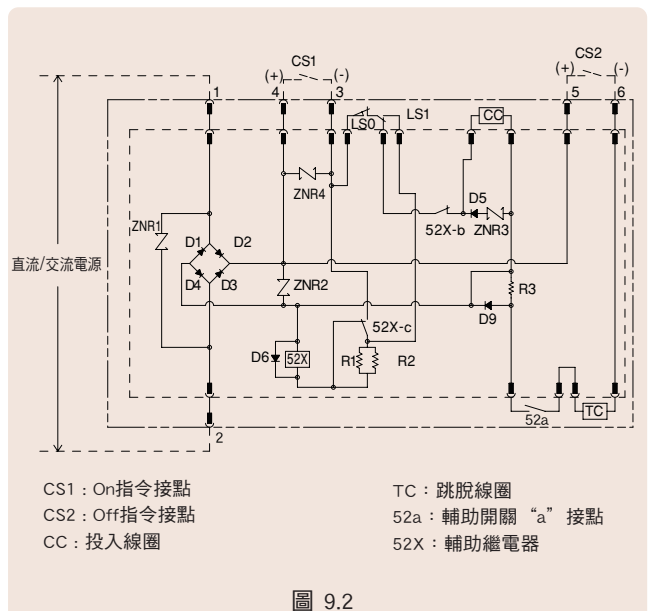 CS1
CS2
(+) (-)
(+) (-)
1 4 3 5 6
LS1
CC
LS0
ZNR4
D5
ZNR1
52X-b ZNR3
D1 D2
直流/交流電源
D4 D3
ZNR2
R3
52X-c
D9
D6 52X R1 R2
TC
52a
2
CS1：On指令接點
CS2：Off指令接點
CC：投入線圈
TC：跳脫線圈
52a：輔助開關“a”接點
52X：輔助繼電器
圖 9.2